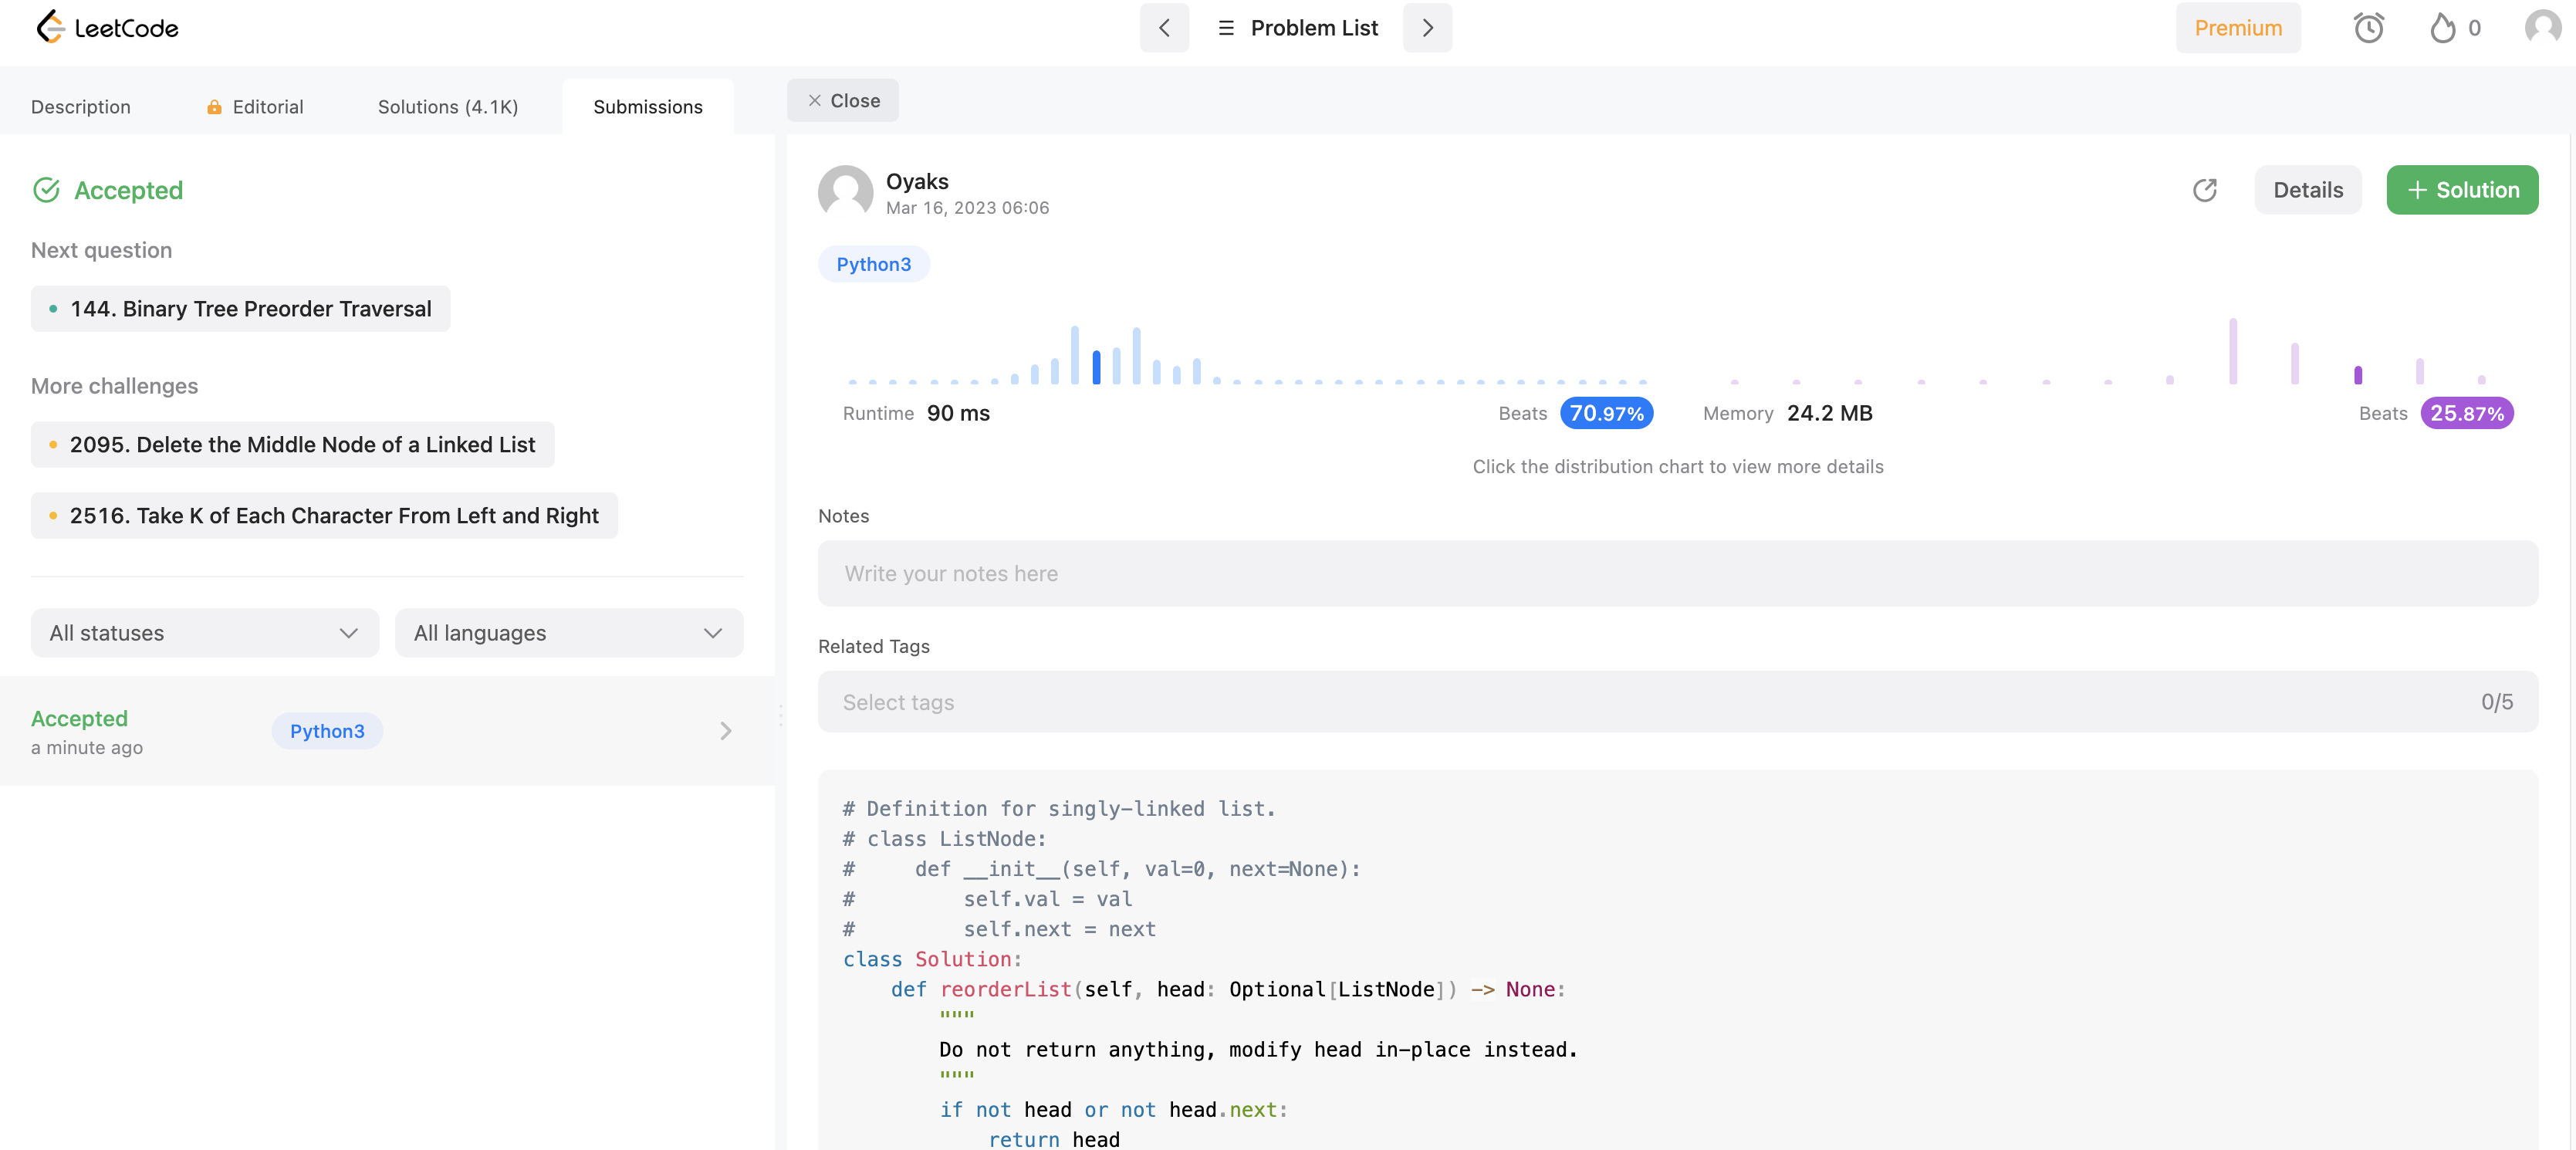 LeetCode
Problem List
Premium
0
Description
Editorial
Solutions (4.1K)
Submissions
Close
Accepted
Next question
144. Binary Tree Preorder Traversal
More challenges
2095. Delete the Middle Node of a Linked List
2516. Take K of Each Character From Left and Right
All statuses
All languages
Accepted
a minute ago
Python3
Oyaks
Mar 16, 2023 06:06
Details
+ Solution
Python3
Runtime 90 ms
Beats 70.97%
Memory 24.2 MB
Beats 25.87%
Click the distribution chart to view more details
Notes
Write your notes here
Related Tags
Select tags
0/5
# Definition for singly-linked list.
# class ListNode:
#     def __init__(self, val=0, next=None):
#         self.val = val
#         self.next = next
class Solution:
    def reorderList(self, head: Optional[ListNode]) -> None:
        """
        Do not return anything, modify head in-place instead.
        """
        if not head or not head.next:
            return head